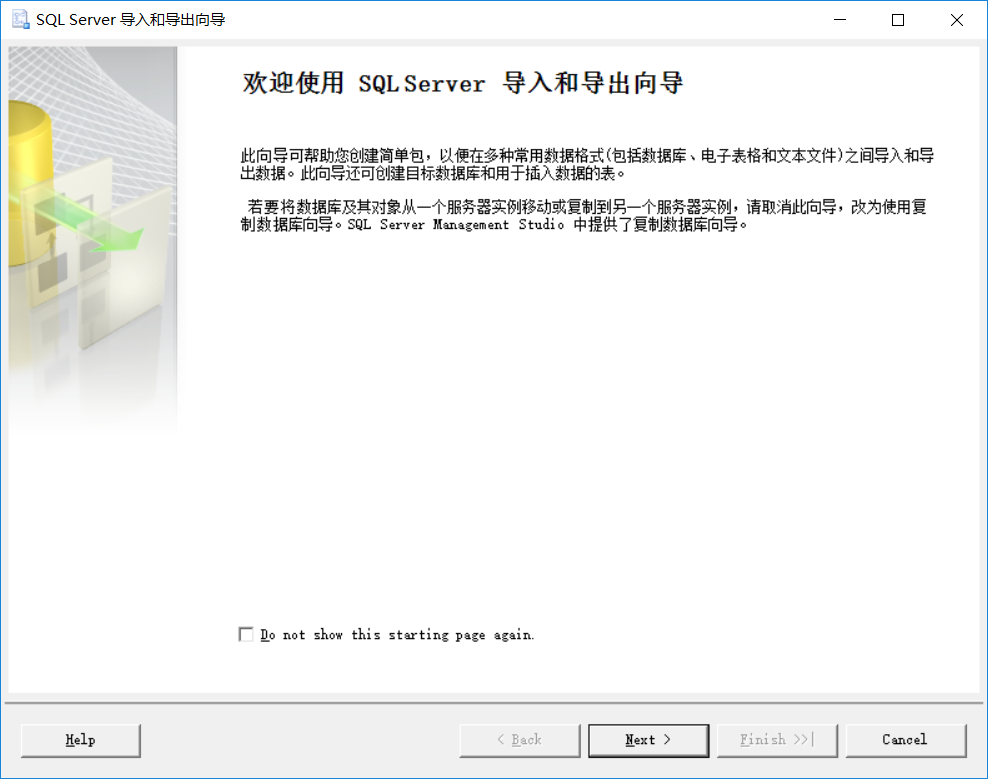 SQL Server 导入和导出向导
欢迎使用 SQL Server 导入和导出向导
此向导可帮助您创建简单包，以便在多种常用数据格式(包括数据库、电子表格和文本文件)之间导入和导
出数据。此向导还可创建目标数据库和用于插入数据的表。
若要将数据库及其对象从一个服务器实例移动或复制到另一个服务器实例，请取消此向导，改为使用复
制数据库向导。SQL Server Management Studio 中提供了复制数据库向导。
Do not show this starting page again.
Help
< Back
Next >
Finish >>|
Cancel